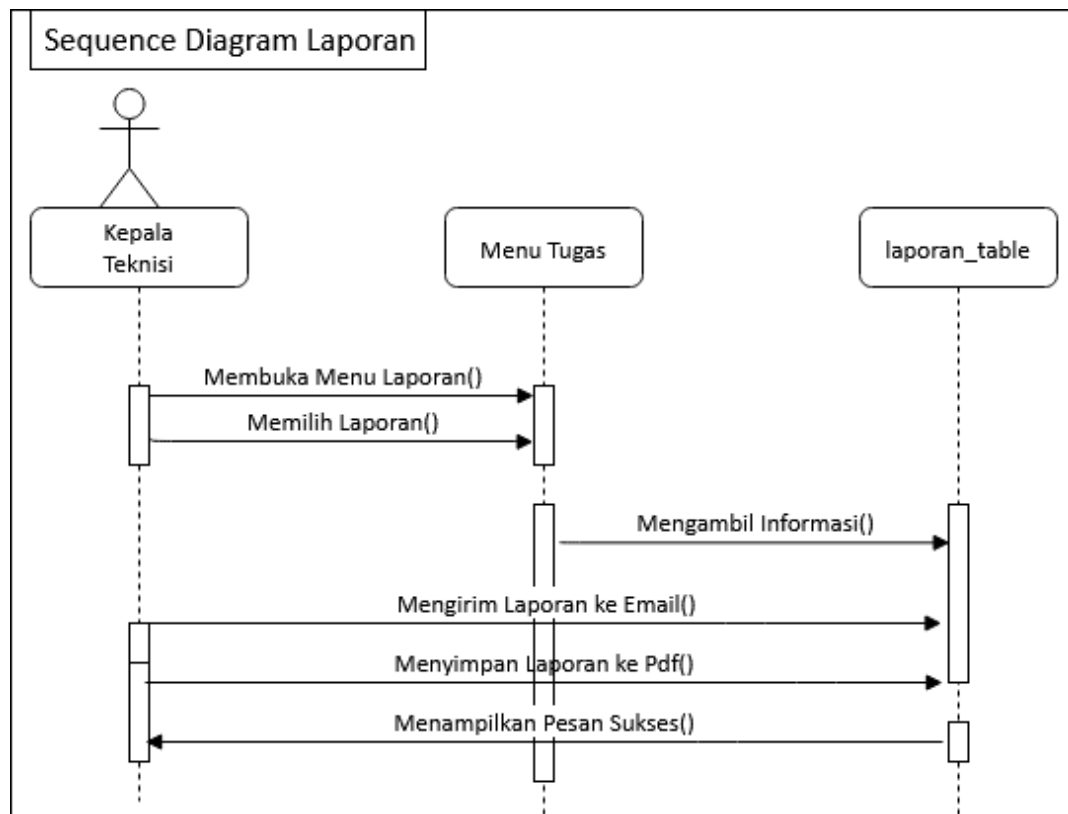 Sequence Diagram Laporan
Kepala
Teknisi
Menu Tugas
laporan_table
Membuka Menu Laporan()
Memilih Laporan()
Mengambil Informasi()
Mengirim Laporan ke Email()
Menyimpan Laporan ke Pdf()
Menampilkan Pesan Sukses()